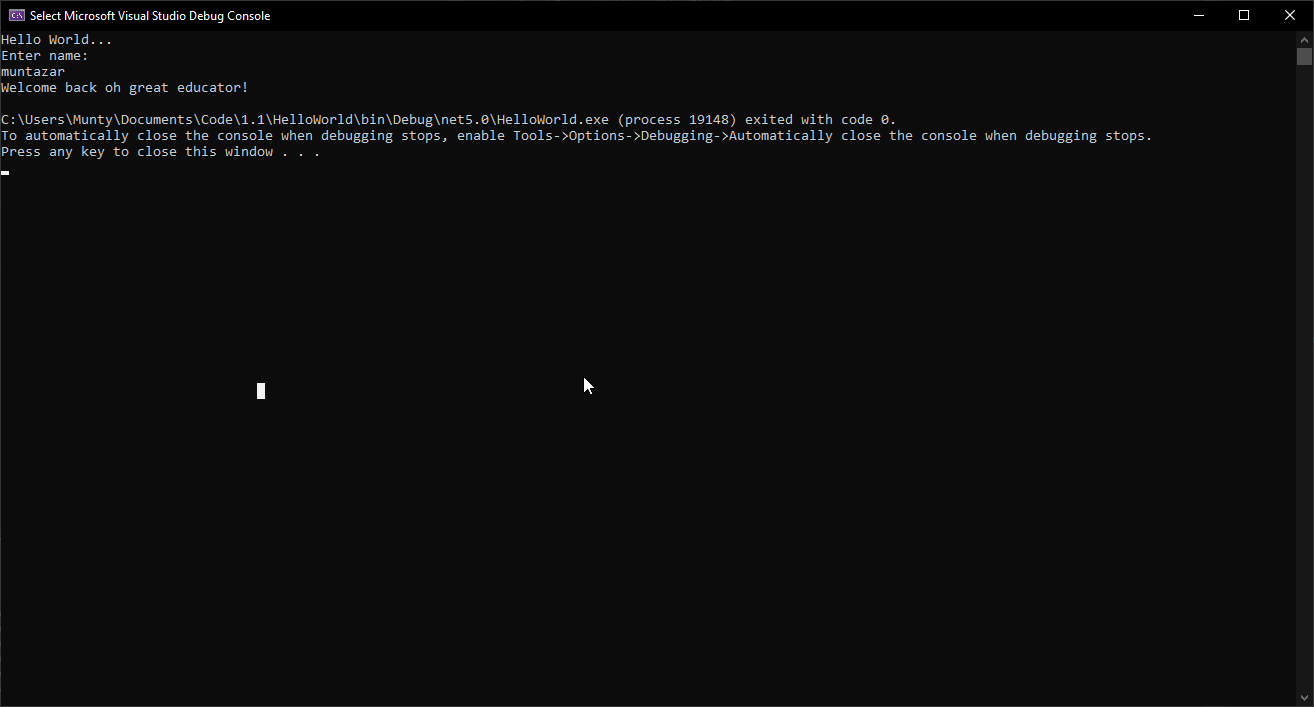 Select Microsoft Visual Studio Debug Console
Hello World...
Enter name:
muntazar
Welcome back oh great educator!
C:\Users\Munty\Documents\Code\1.1\HelloWorld\bin\Debug\net5.0\HelloWorld.exe (process 19148) exited with code 0.
To automatically close the console when debugging stops, enable Tools->Options->Debugging->Automatically close the console when debugging stops.
Press any key to close this window . . .